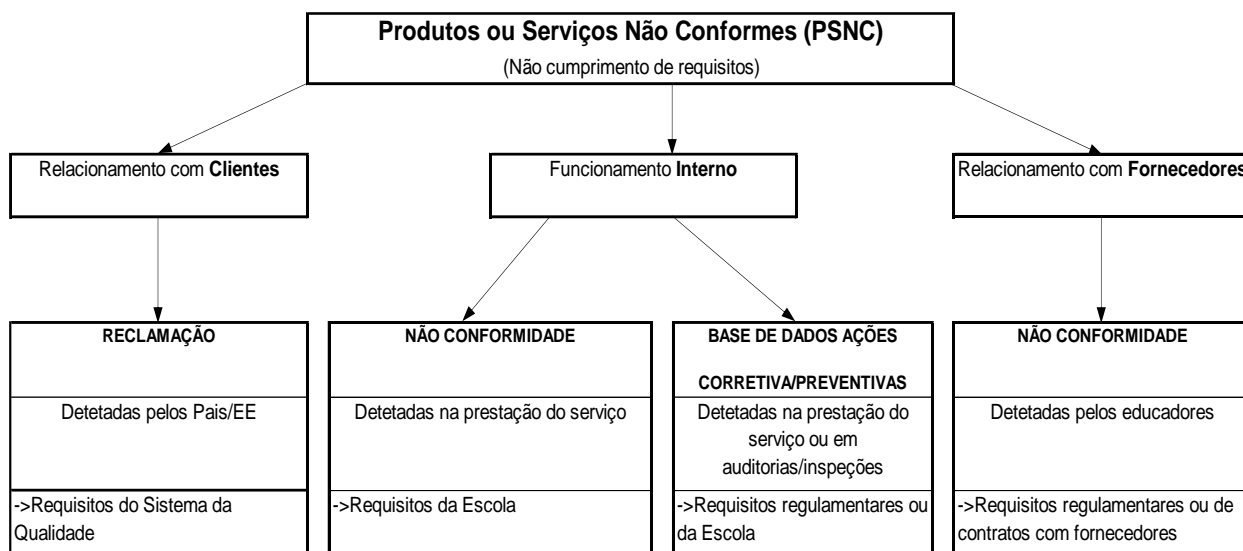 Produtos ou Serviços Não Conformes (PSNC)
(Não cumprimento de requisitos)
Relacionamento com Clientes
Funcionamento Interno
Relacionamento com Fornecedores
RECLAMAÇÃO
Detetadas pelos Pais/EE
->Requisitos do Sistema da
Qualidade
NÃO CONFORMIDADE
Detetadas na prestação do serviço
->Requisitos da Escola
BASE DE DADOS AÇÕES
CORRETIVA/PREVENTIVAS
Detetadas na prestação do
serviço ou em
auditorias/inspeções
->Requisitos regulamentares ou
da Escola
NÃO CONFORMIDADE
Detetadas pelos educadores
->Requisitos regulamentares ou de
contratos com fornecedores